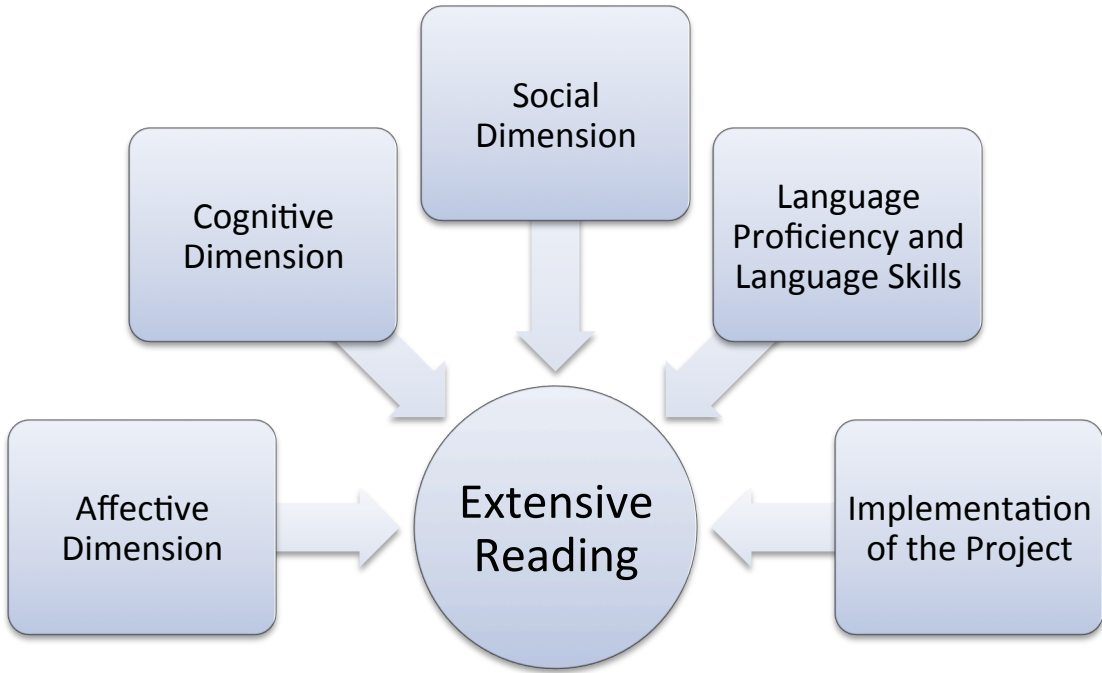 Social
Dimension
Cognitive
Dimension
Language
Proficiency and
Language Skills
Affective
Dimension
Extensive
Reading
Implementation
of the Project